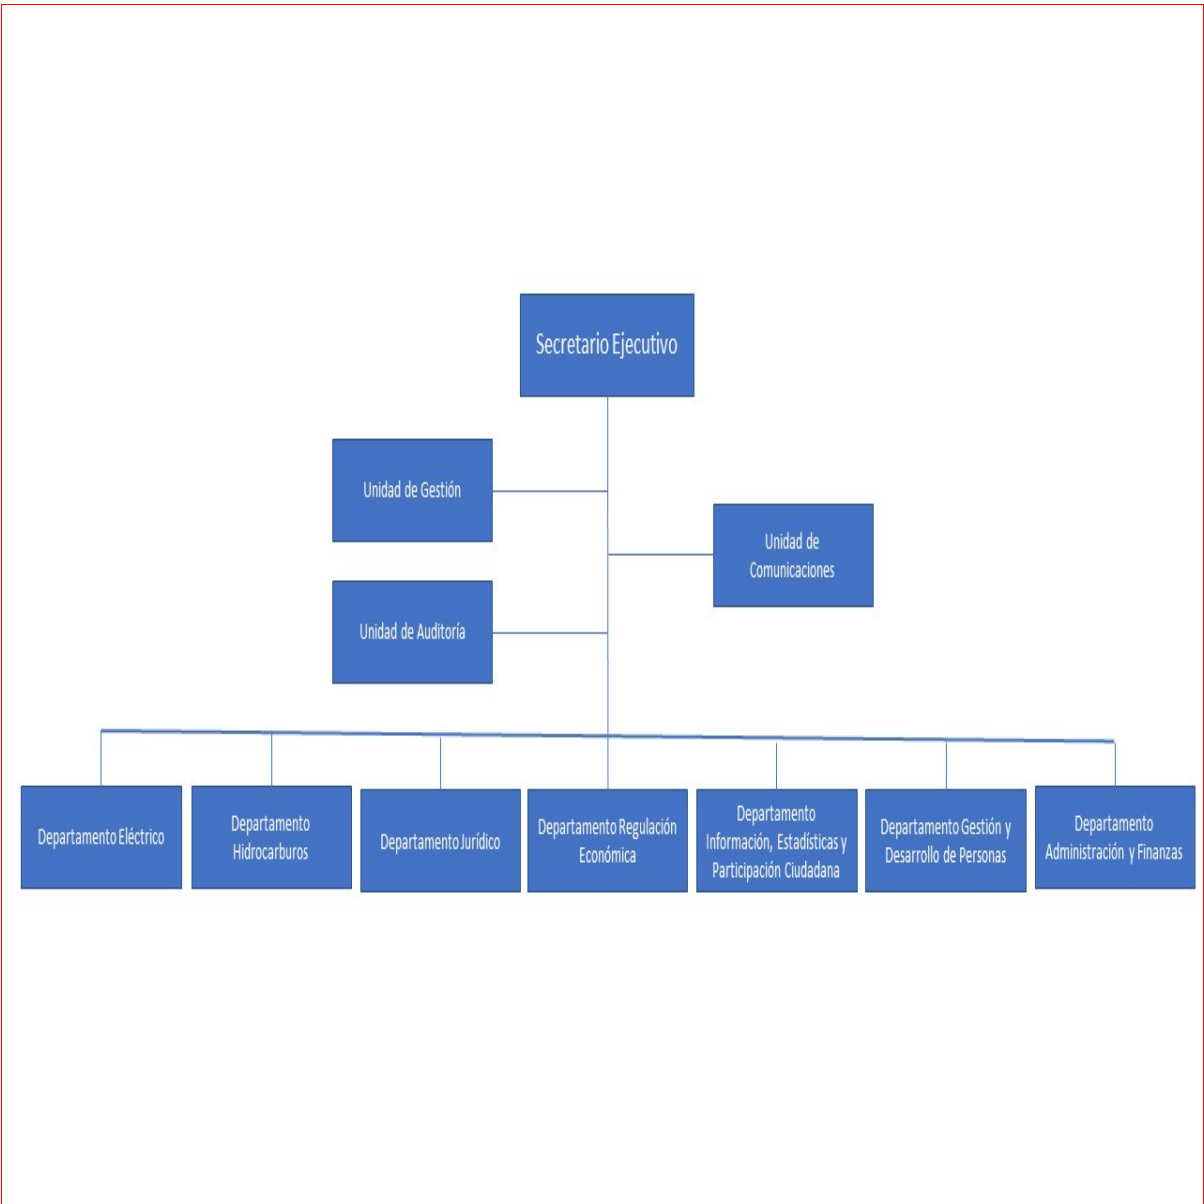 Secretario Ejecutivo
Unidad de Gestión
Unidad de
Comunicaciones
Unidad de Auditoría
Departamento Eléctrico
Departamento
Hidrocarburos
Departamento Jurídico
Departamento Regulación
Económica
Departamento
Información, Estadísticas y
Participación Ciudadana
Departamento Gestión y
Desarrollo de Personas
Departamento
Administración y Finanzas